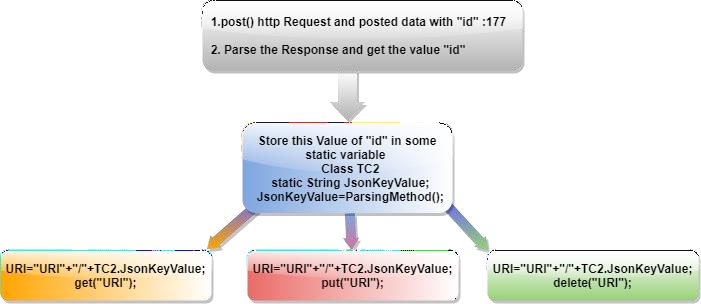 1.post() http Request and posted data with "id" :177
2. Parse the Response and get the value "id"
Store this Value of "id" in some
static variable
Class TC2
static String JsonKeyValue;
JsonKeyValue=ParsingMethod();
URI="URI"+"/"+TC2.JsonKeyValue;
get("URI");
URI="URI"+"/"+TC2.JsonKeyValue;
put("URI");
URI="URI"+"/"+TC2.JsonKeyValue;
delete("URI");